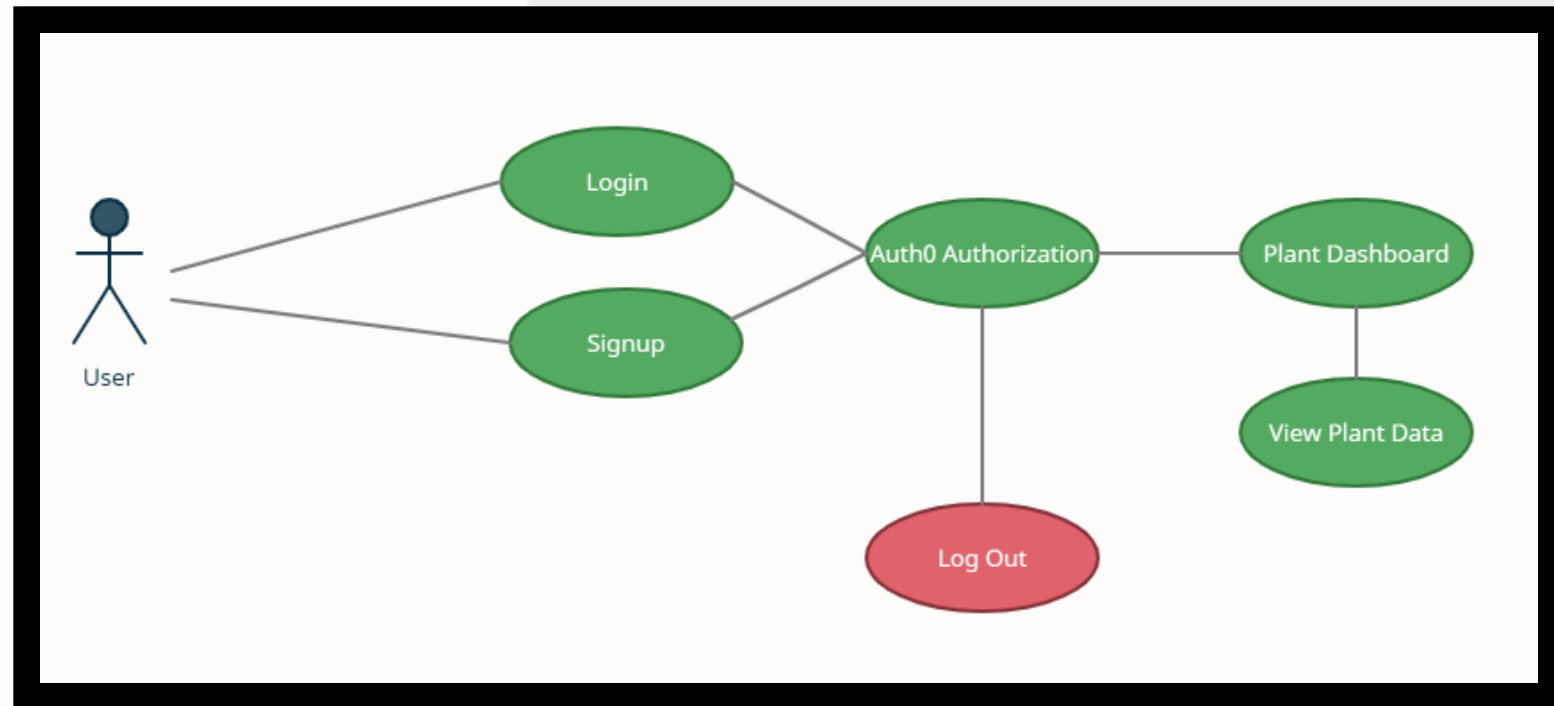 Login
Auth0 Authorization
Plant Dashboard
Signup
User
View Plant Data
Log Out